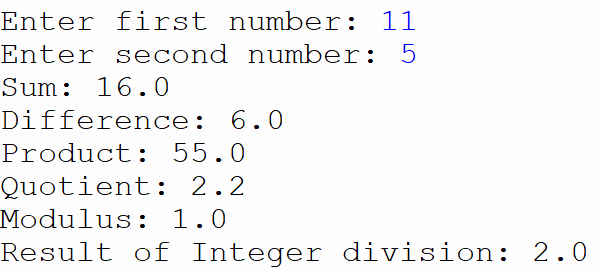 Enter first number: 11
Enter second number: 5
Sum: 16.0
Difference: 6.0
Product: 55.0
Quotient: 2.2
Modulus: 1.0
Result of Integer division: 2.0